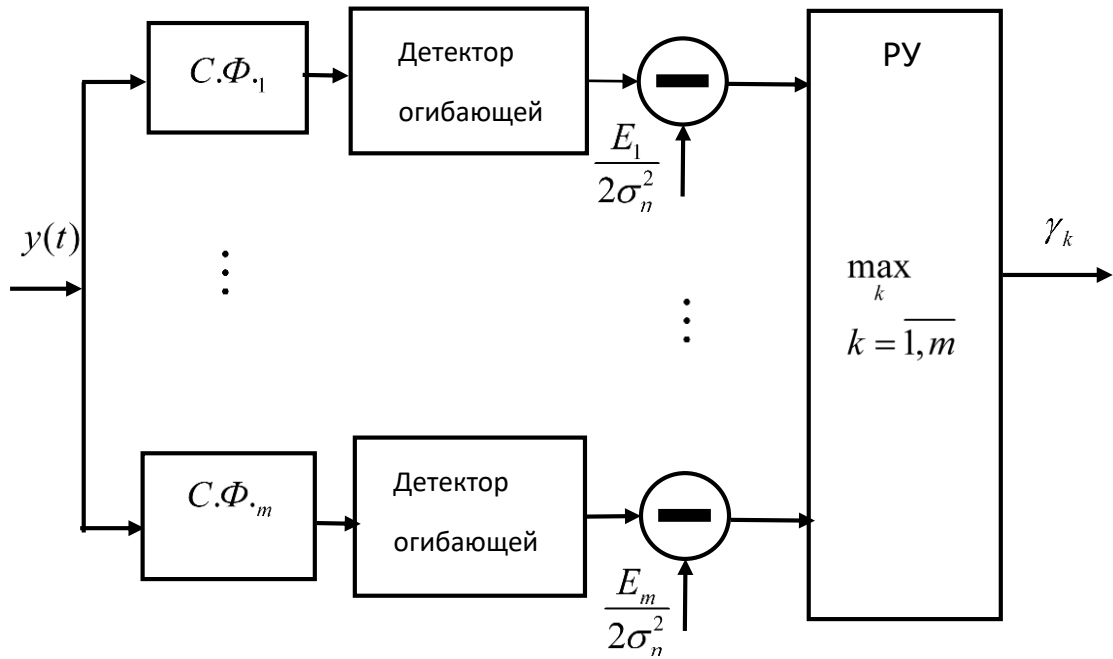 С.Ф.₁
Детектор
огибающей
E₁
2σₙ²
РУ
y(t)
γₖ
max
k
k = 1, m
С.Ф.ₘ
Детектор
огибающей
Eₘ
2σₙ²